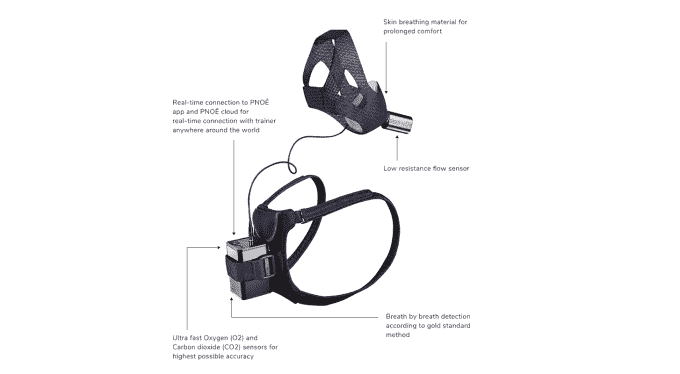 Skin breathing material for
prolonged comfort
Real-time connection to PNOĒ
app and PNOĒ cloud for
real-time connection with trainer
anywhere around the world
Low resistance flow sensor
Breath by breath detection
according to gold standard
method
Ultra fast Oxygen (O2) and
Carbon dioxide (CO2) sensors for
highest possible accuracy